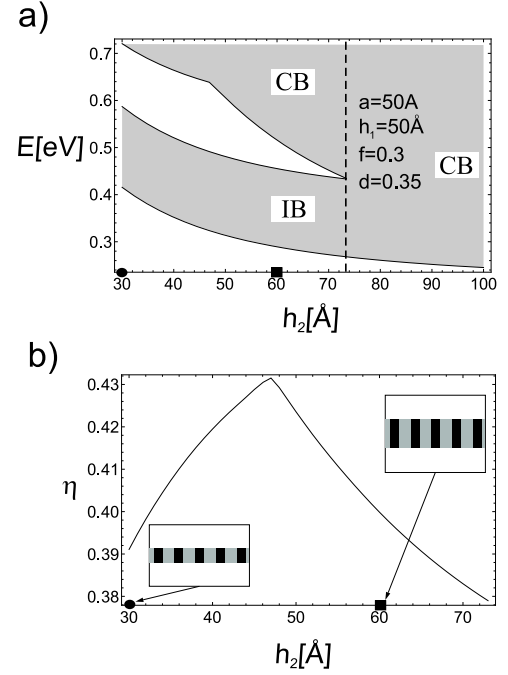 a)
0.7
0.6
0.5
0.4
0.3
E[eV]
CB
a=50A
h₁=50Å
f=0.3
d=0.35
CB
IB
30 40 50 60 70 80 90 100
h₂[Å]
b)
0.43
0.42
0.41
0.40
0.39
0.38
η
30 40 50 60 70
h₂[Å]